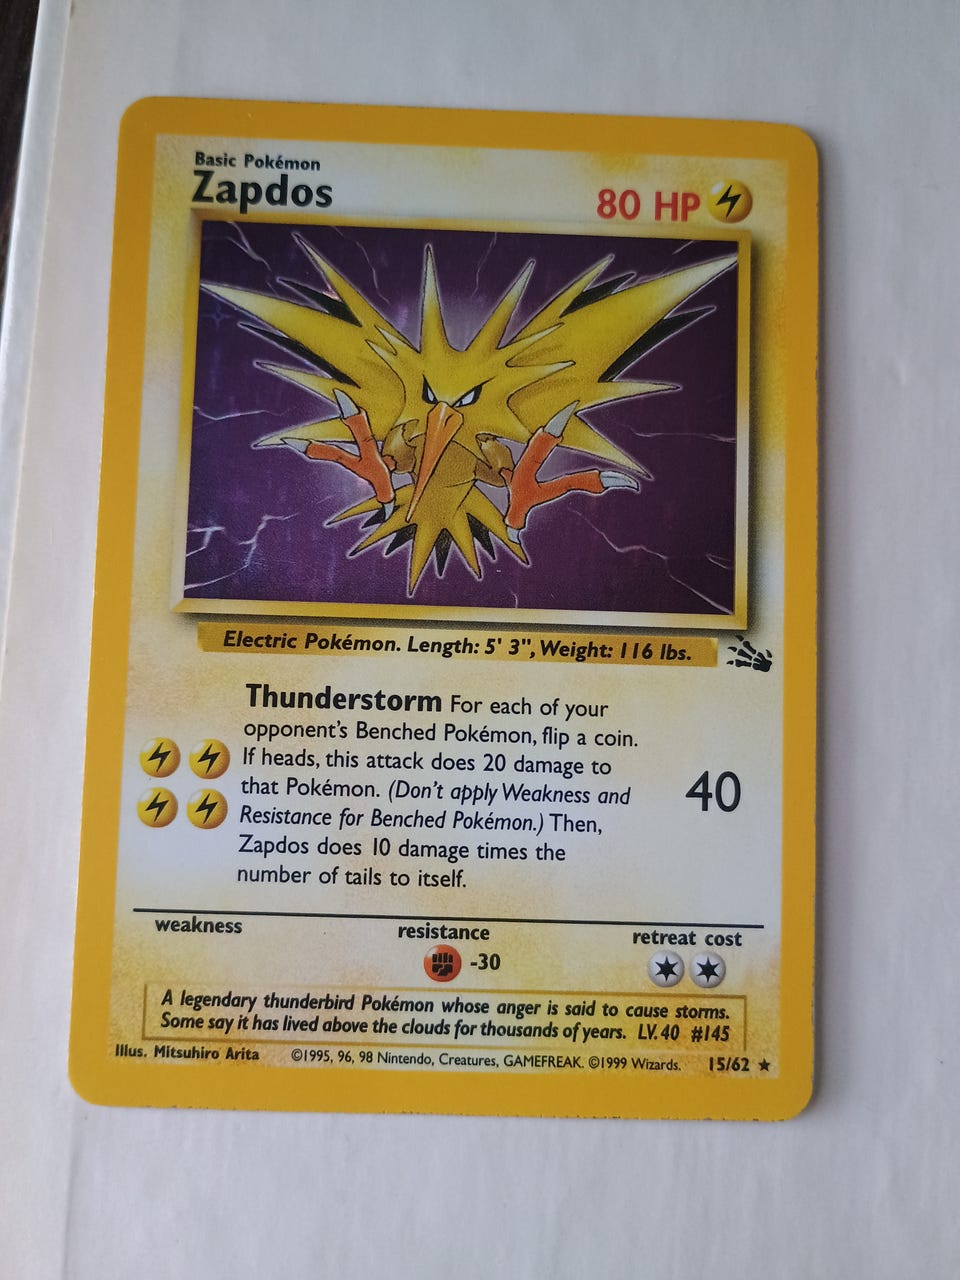 Basic Pokémon
Zapdos
80 HP
Electric Pokémon. Length: 5' 3", Weight: 116 lbs.
Thunderstorm For each of your
opponent's Benched Pokémon, flip a coin.
If heads, this attack does 20 damage to
that Pokémon. (Don't apply Weakness and
Resistance for Benched Pokémon.) Then,
Zapdos does 10 damage times the
number of tails to itself.
40
weakness
resistance
retreat cost
-30
A legendary thunderbird Pokémon whose anger is said to cause storms.
Some say it has lived above the clouds for thousands of years. LV. 40 #145
Illus. Mitsuhiro Arita ©1995, 96, 98 Nintendo, Creatures, GAMEFREAK. ©1999 Wizards. 15/62 ★